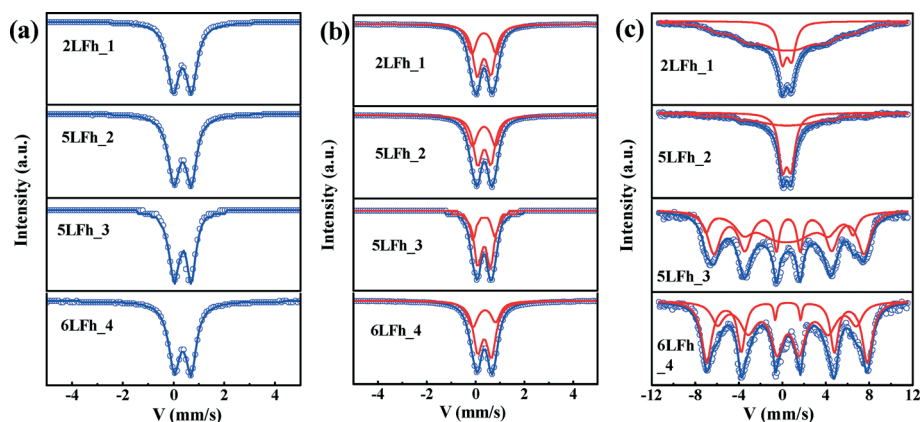 (a)
2LFh_1
5LFh_2
5LFh_3
6LFh_4
Intensity (a.u.)
-4 -2 0 2 4
V (mm/s)
(b)
2LFh_1
5LFh_2
5LFh_3
6LFh_4
Intensity (a.u.)
-4 -2 0 2 4
V (mm/s)
(c)
2LFh_1
5LFh_2
5LFh_3
6LFh
_4
Intensity (a.u.)
-12 -8 -4 0 4 8 12
V (mm/s)